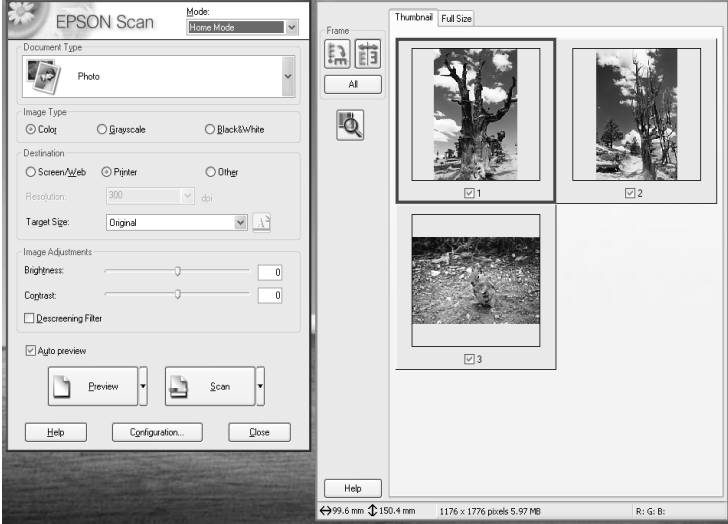 EPSON Scan
Mode:
Home Mode
Document Type
Photo
Image Type
Color
Grayscale
Black&White
Destination
Screen/Web
Printer
Other
Resolution:
300
dpi
Target Size:
Original
Image Adjustments
Brightness:
0
Contrast:
0
Descreening Filter
Auto preview
Preview
Scan
Help
Configuration...
Close
Thumbnail
Full Size
Frame
All
1
2
3
Help
99.6 mm
150.4 mm
1176 x 1776 pixels 5.97 MB
R: G: B: